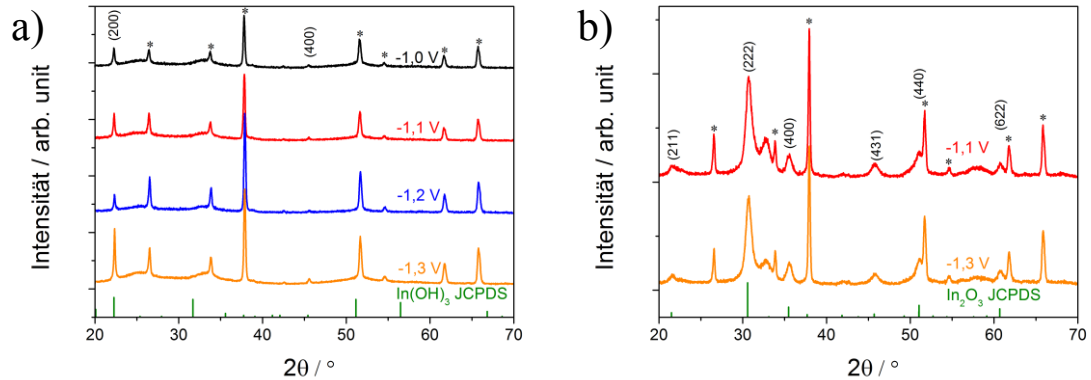 a)
(200)
*
*
*
(400)
*
*
*
*
-1,0 V
-1,1 V
-1,2 V
-1,3 V
In(OH)₃ JCPDS
Intensität / arb. unit
20 30 40 50 60 70
2θ / °
b)
(211)
*
(222)
*
(400)
*
(431)
(440)
*
*
(622)
*
*
-1,1 V
-1,3 V
In₂O₃ JCPDS
Intensität / arb. unit
20 30 40 50 60 70
2θ / °